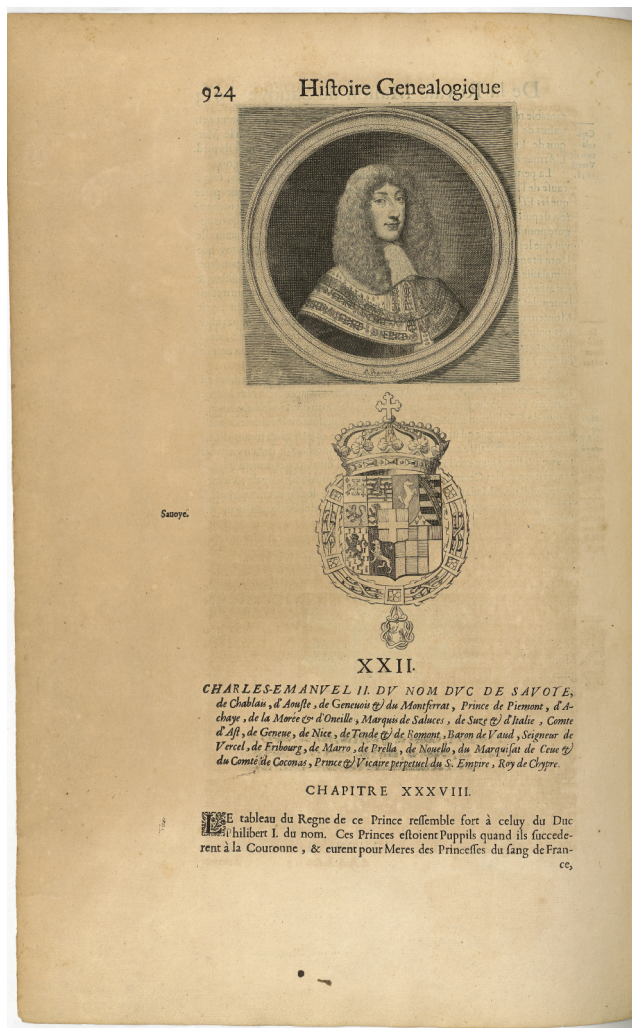 924 Hiſtoire Genealogique
Sauoye.
XXII.
CHARLES-EMANVEL II. DV NOM DVC DE SAVOYE,
de Chablais, d'Aouſte, de Geneuois & du Montferrat, Prince de Piemont, d'A-
chaye, de la Morée & d'Oneille, Marquis de Saluces, de Suze & d'Italie, Comte
d'Aſt, de Geneue, de Nice, de Tende & de Romont, Baron de Vaud, Seigneur de
Vercel, de Fribourg, de Marro, de Prella, de Nouello, du Marquiſat de Ceue &
du Comté de Coconas, Prince & Vicaire perpetuel du S. Empire, Roy de Chypre.
CHAPITRE XXXVIII.
LE tableau du Regne de ce Prince reſſemble fort à celuy du Duc
Philibert I. du nom. Ces Princes eſtoient Puppils quand ils ſuccede-
rent à la Couronne, & eurent pour Meres des Princeſſes du ſang de Fran-
ce,